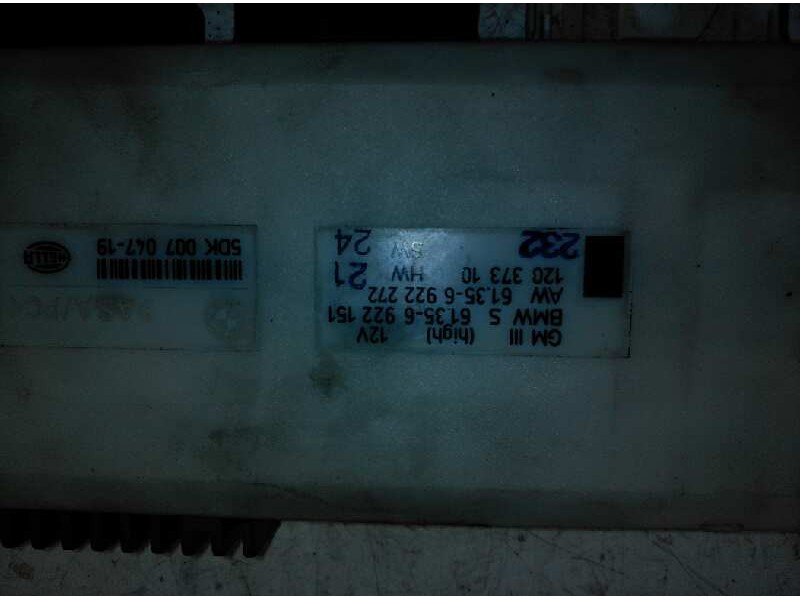 GM III (high) 12V
BMW S 61.35-6 922 151
AW 61.35-6 922 272
120 373 10 HW 21
232 SW 24
HELLA
5DK 007 047-19